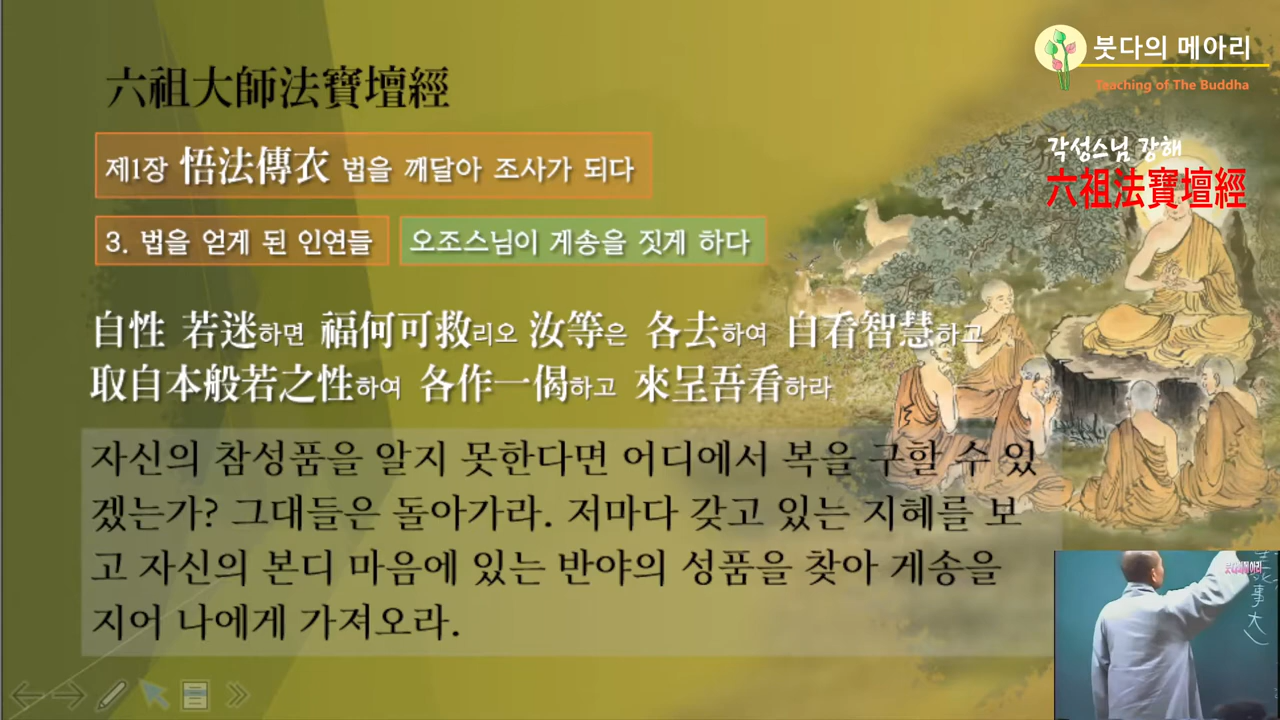 六祖大師法寶壇經
붓다의 메아리
Teaching of The Buddha
각성스님 강해
六祖法寶壇經
제1장 悟法傳衣 법을 깨달아 조사가 되다
3. 법을 얻게 된 인연들
오조스님이 게송을 짓게 하다
自性 若迷하면 福何可救리오 汝等은 各去하여 自看智慧하고
取自本般若之性하여 各作一偈하고 來呈吾看하라
자신의 참성품을 알지 못한다면 어디에서 복을 구할 수 있
겠는가? 그대들은 돌아가라. 저마다 갖고 있는 지혜를 보
고 자신의 본디 마음에 있는 반야의 성품을 찾아 게송을
지어 나에게 가져오라.
붓다의메아리
事大